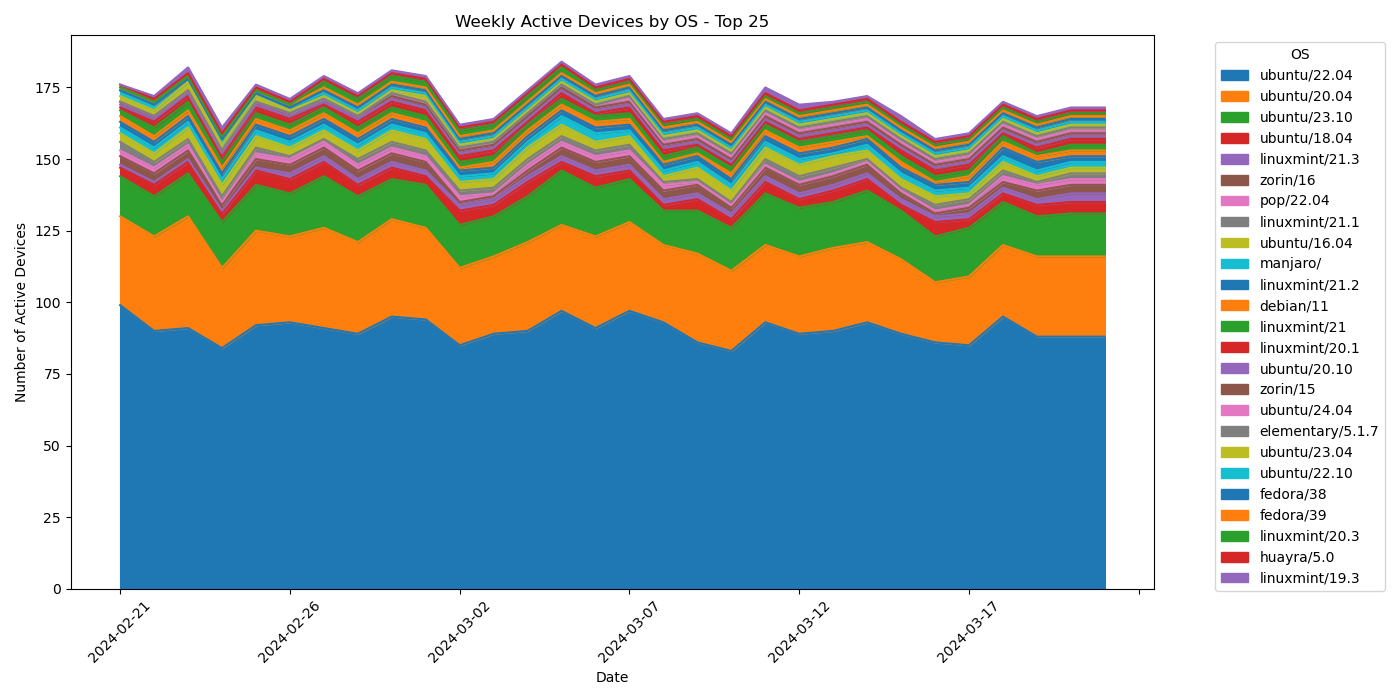 Weekly Active Devices by OS - Top 25
Number of Active Devices
175
150
125
100
75
50
25
0
2024-02-21
2024-02-26
2024-03-02
2024-03-07
2024-03-12
2024-03-17
Date
OS
ubuntu/22.04
ubuntu/20.04
ubuntu/23.10
ubuntu/18.04
linuxmint/21.3
zorin/16
pop/22.04
linuxmint/21.1
ubuntu/16.04
manjaro/
linuxmint/21.2
debian/11
linuxmint/21
linuxmint/20.1
ubuntu/20.10
zorin/15
ubuntu/24.04
elementary/5.1.7
ubuntu/23.04
ubuntu/22.10
fedora/38
fedora/39
linuxmint/20.3
huayra/5.0
linuxmint/19.3